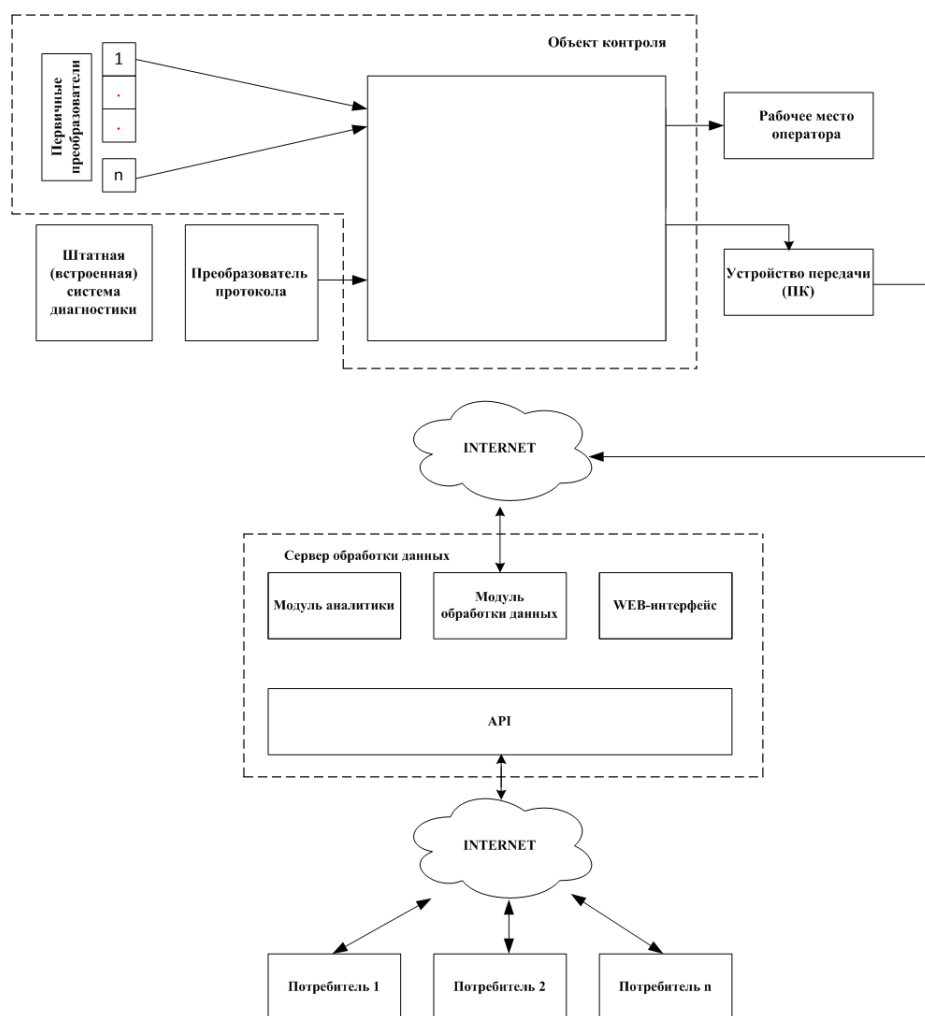 Объект контроля
Первичные
преобразователи
1
.
.
n
Рабочее место
оператора
Штатная
(встроенная)
система
диагностики
Преобразователь
протокола
Устройство передачи
(ПК)
INTERNET
Сервер обработки данных
Модуль аналитики
Модуль
обработки данных
WEB-интерфейс
API
INTERNET
Потребитель 1
Потребитель 2
Потребитель n